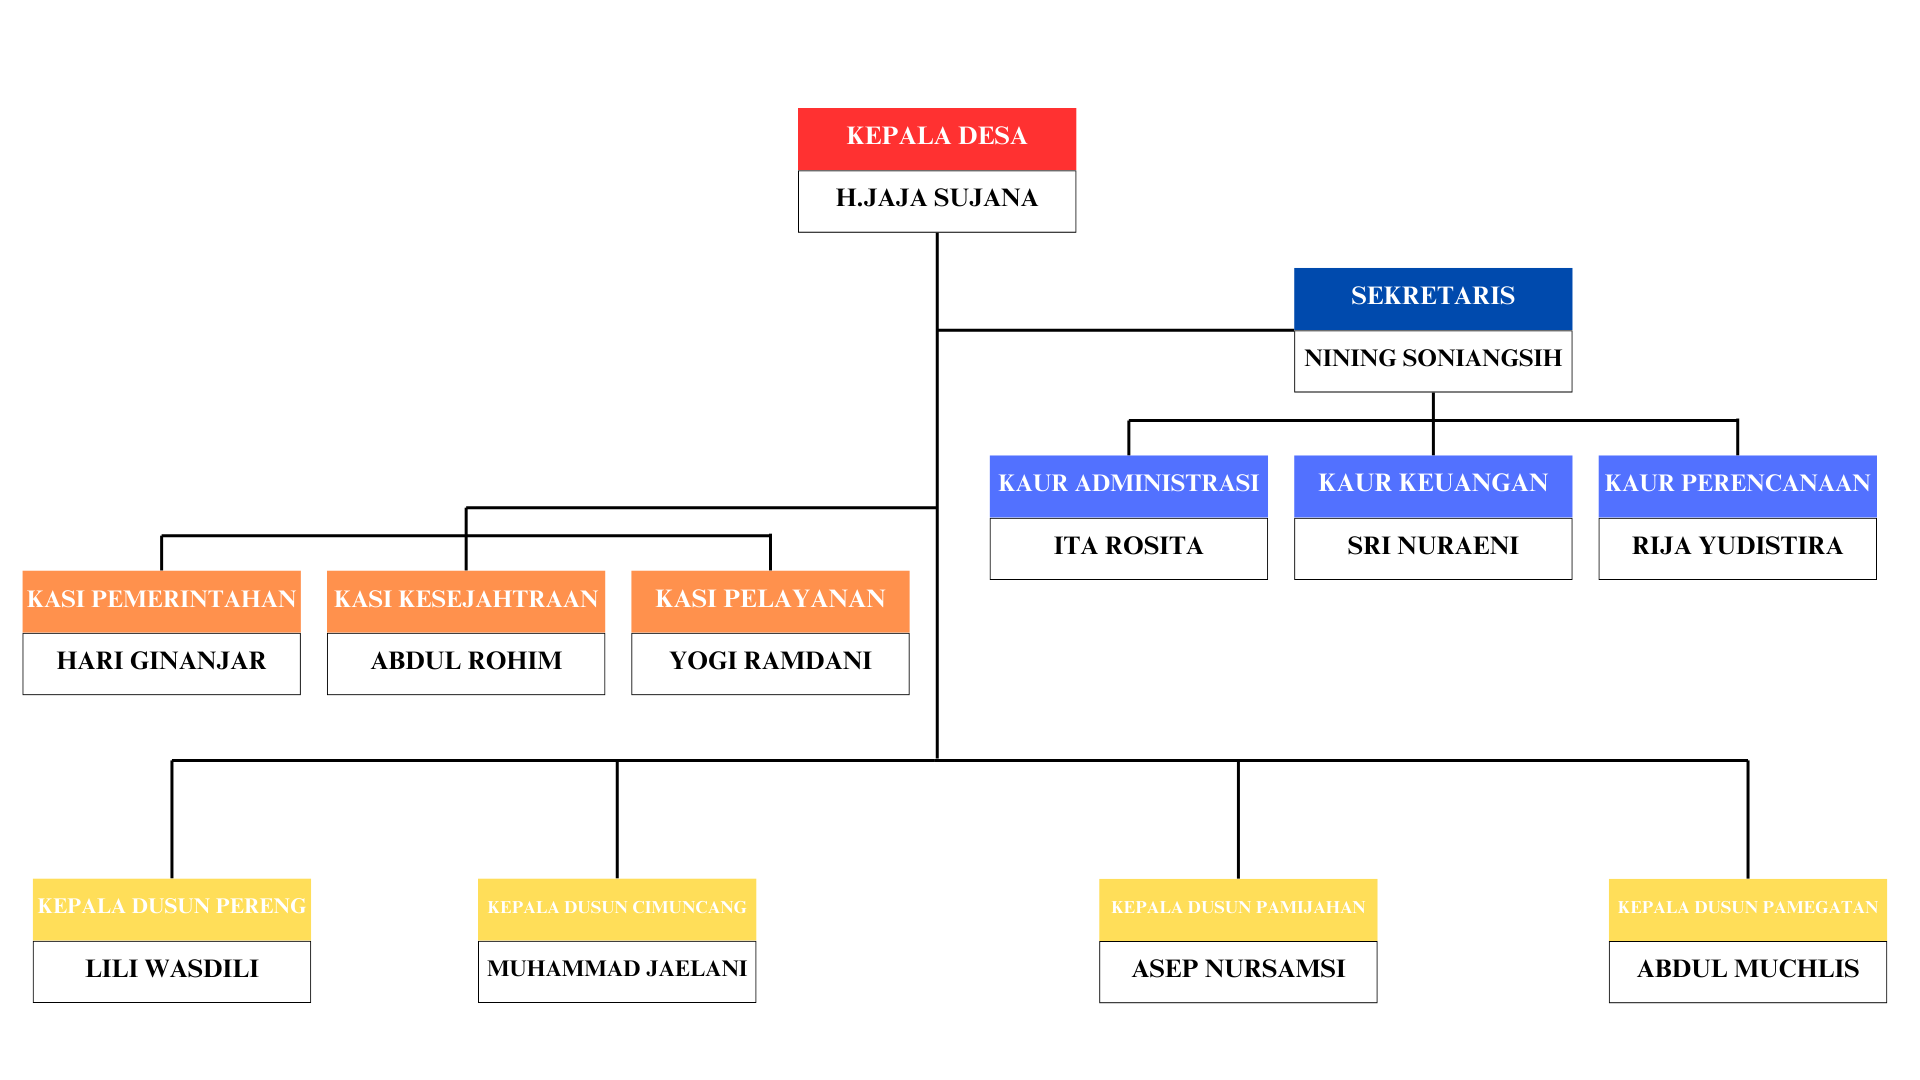 KEPALA DESA
H.JAJA SUJANA
SEKRETARIS
NINING SONIANGSIH
KAUR ADMINISTRASI
ITA ROSITA
KAUR KEUANGAN
SRI NURAENI
KAUR PERENCANAAN
RIJA YUDISTIRA
KASI PEMERINTAHAN
HARI GINANJAR
KASI KESEJAHTRAAN
ABDUL ROHIM
KASI PELAYANAN
YOGI RAMDANI
KEPALA DUSUN PERENG
LILI WASDILI
KEPALA DUSUN CIMUNCANG
MUHAMMAD JAELANI
KEPALA DUSUN PAMIJAHAN
ASEP NURSAMSI
KEPALA DUSUN PAMEGATAN
ABDUL MUCHLIS